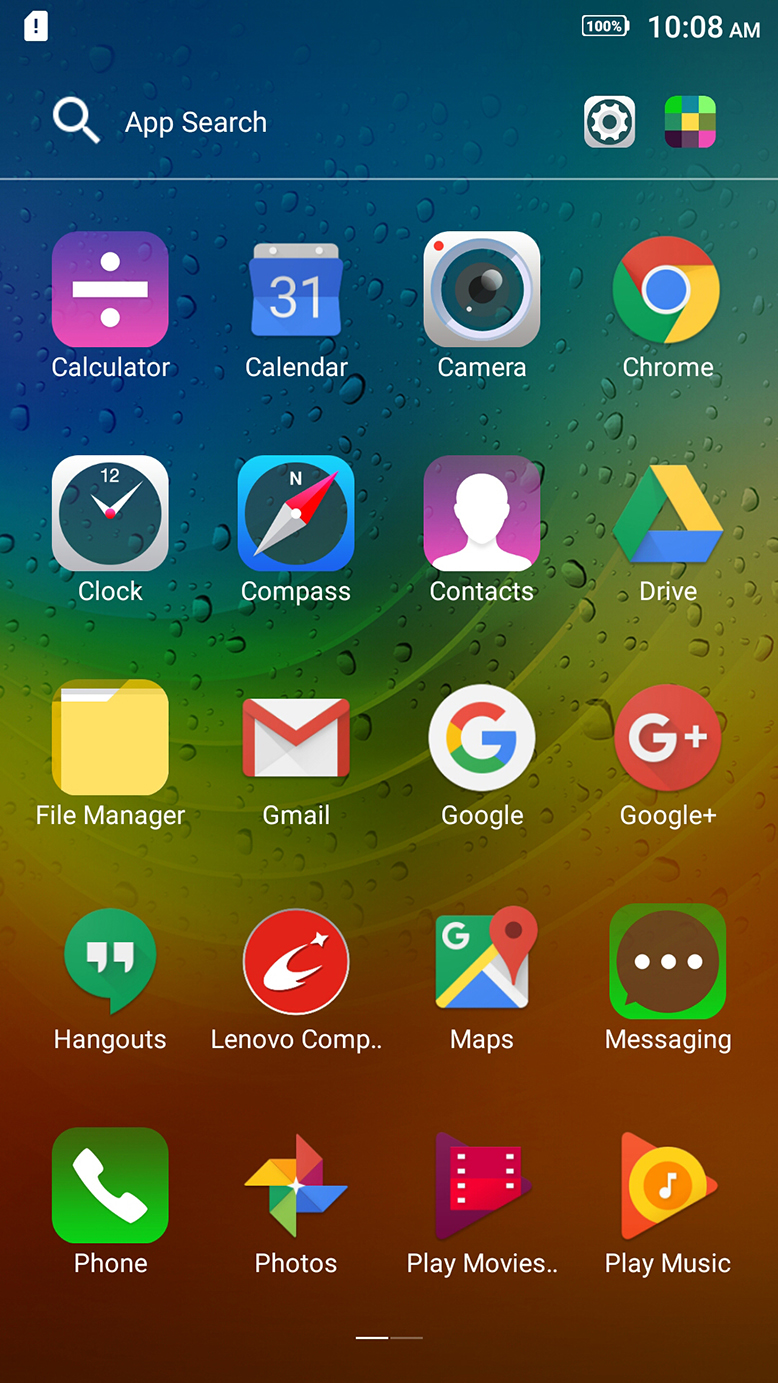 100% 10:08 AM
App Search
31
Calculator Calendar Camera Chrome
12 N
Clock Compass Contacts Drive
G G+
File Manager Gmail Google Google+
G
Hangouts Lenovo Comp.. Maps Messaging
Phone Photos Play Movies.. Play Music